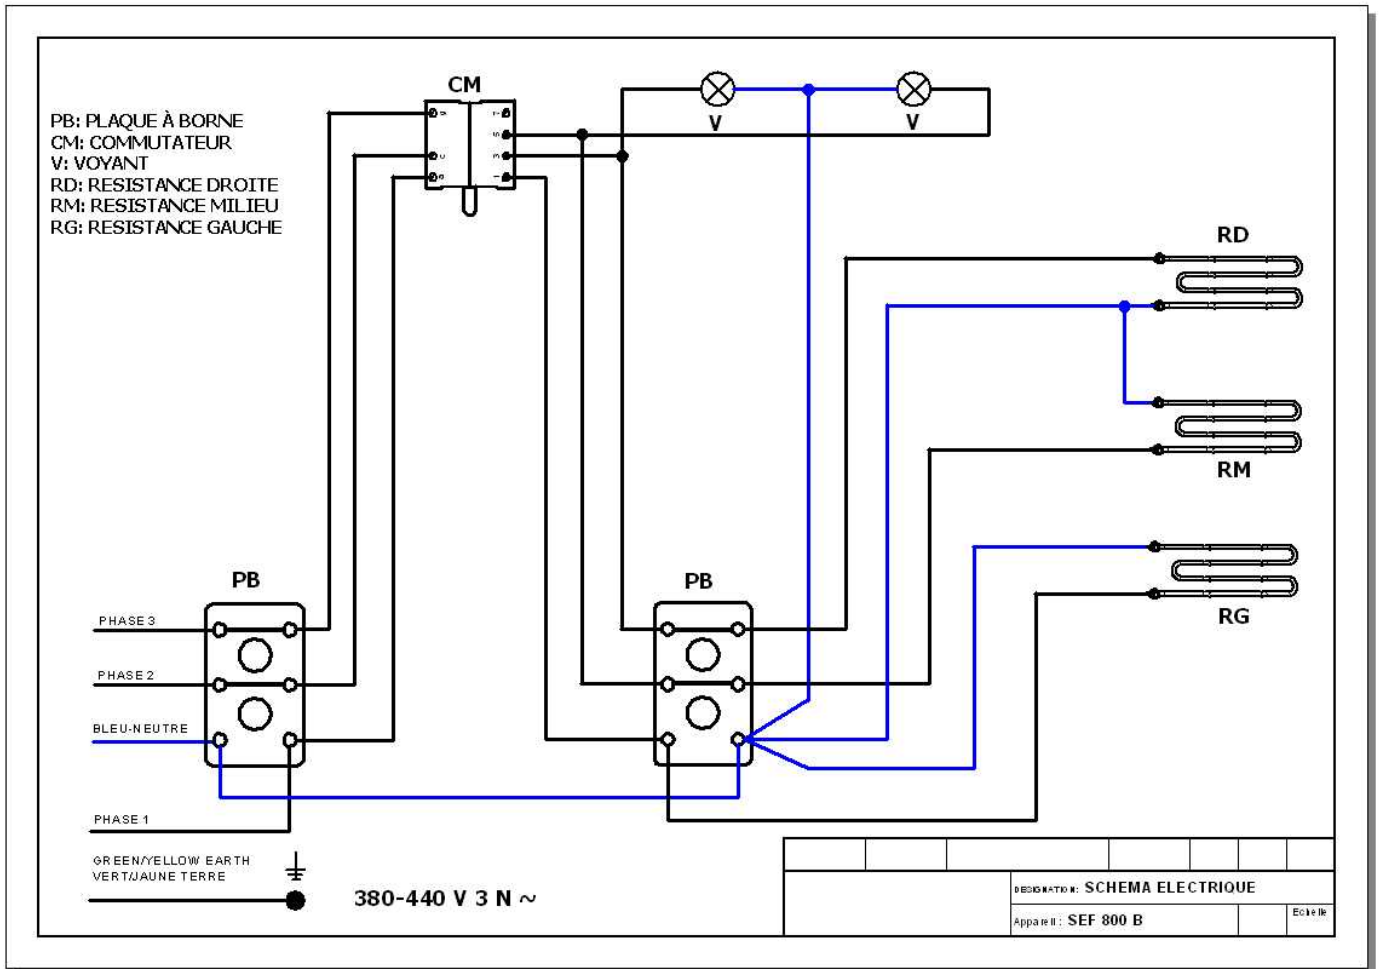 CM
PB: PLAQUE À BORNE
CM: COMMUTATEUR
V: VOYANT
RD: RESISTANCE DROITE
RM: RESISTANCE MILIEU
RG: RESISTANCE GAUCHE
V
V
RD
RM
RG
PB
PB
PHASE 3
PHASE 2
BLEU-NEUTRE
PHASE 1
GREEN/YELLOW EARTH
VERT/JAUNE TERRE
380-440 V 3 N ~
DESIGNATION: SCHEMA ELECTRIQUE
Appareil: SEF 800 B
Echelle